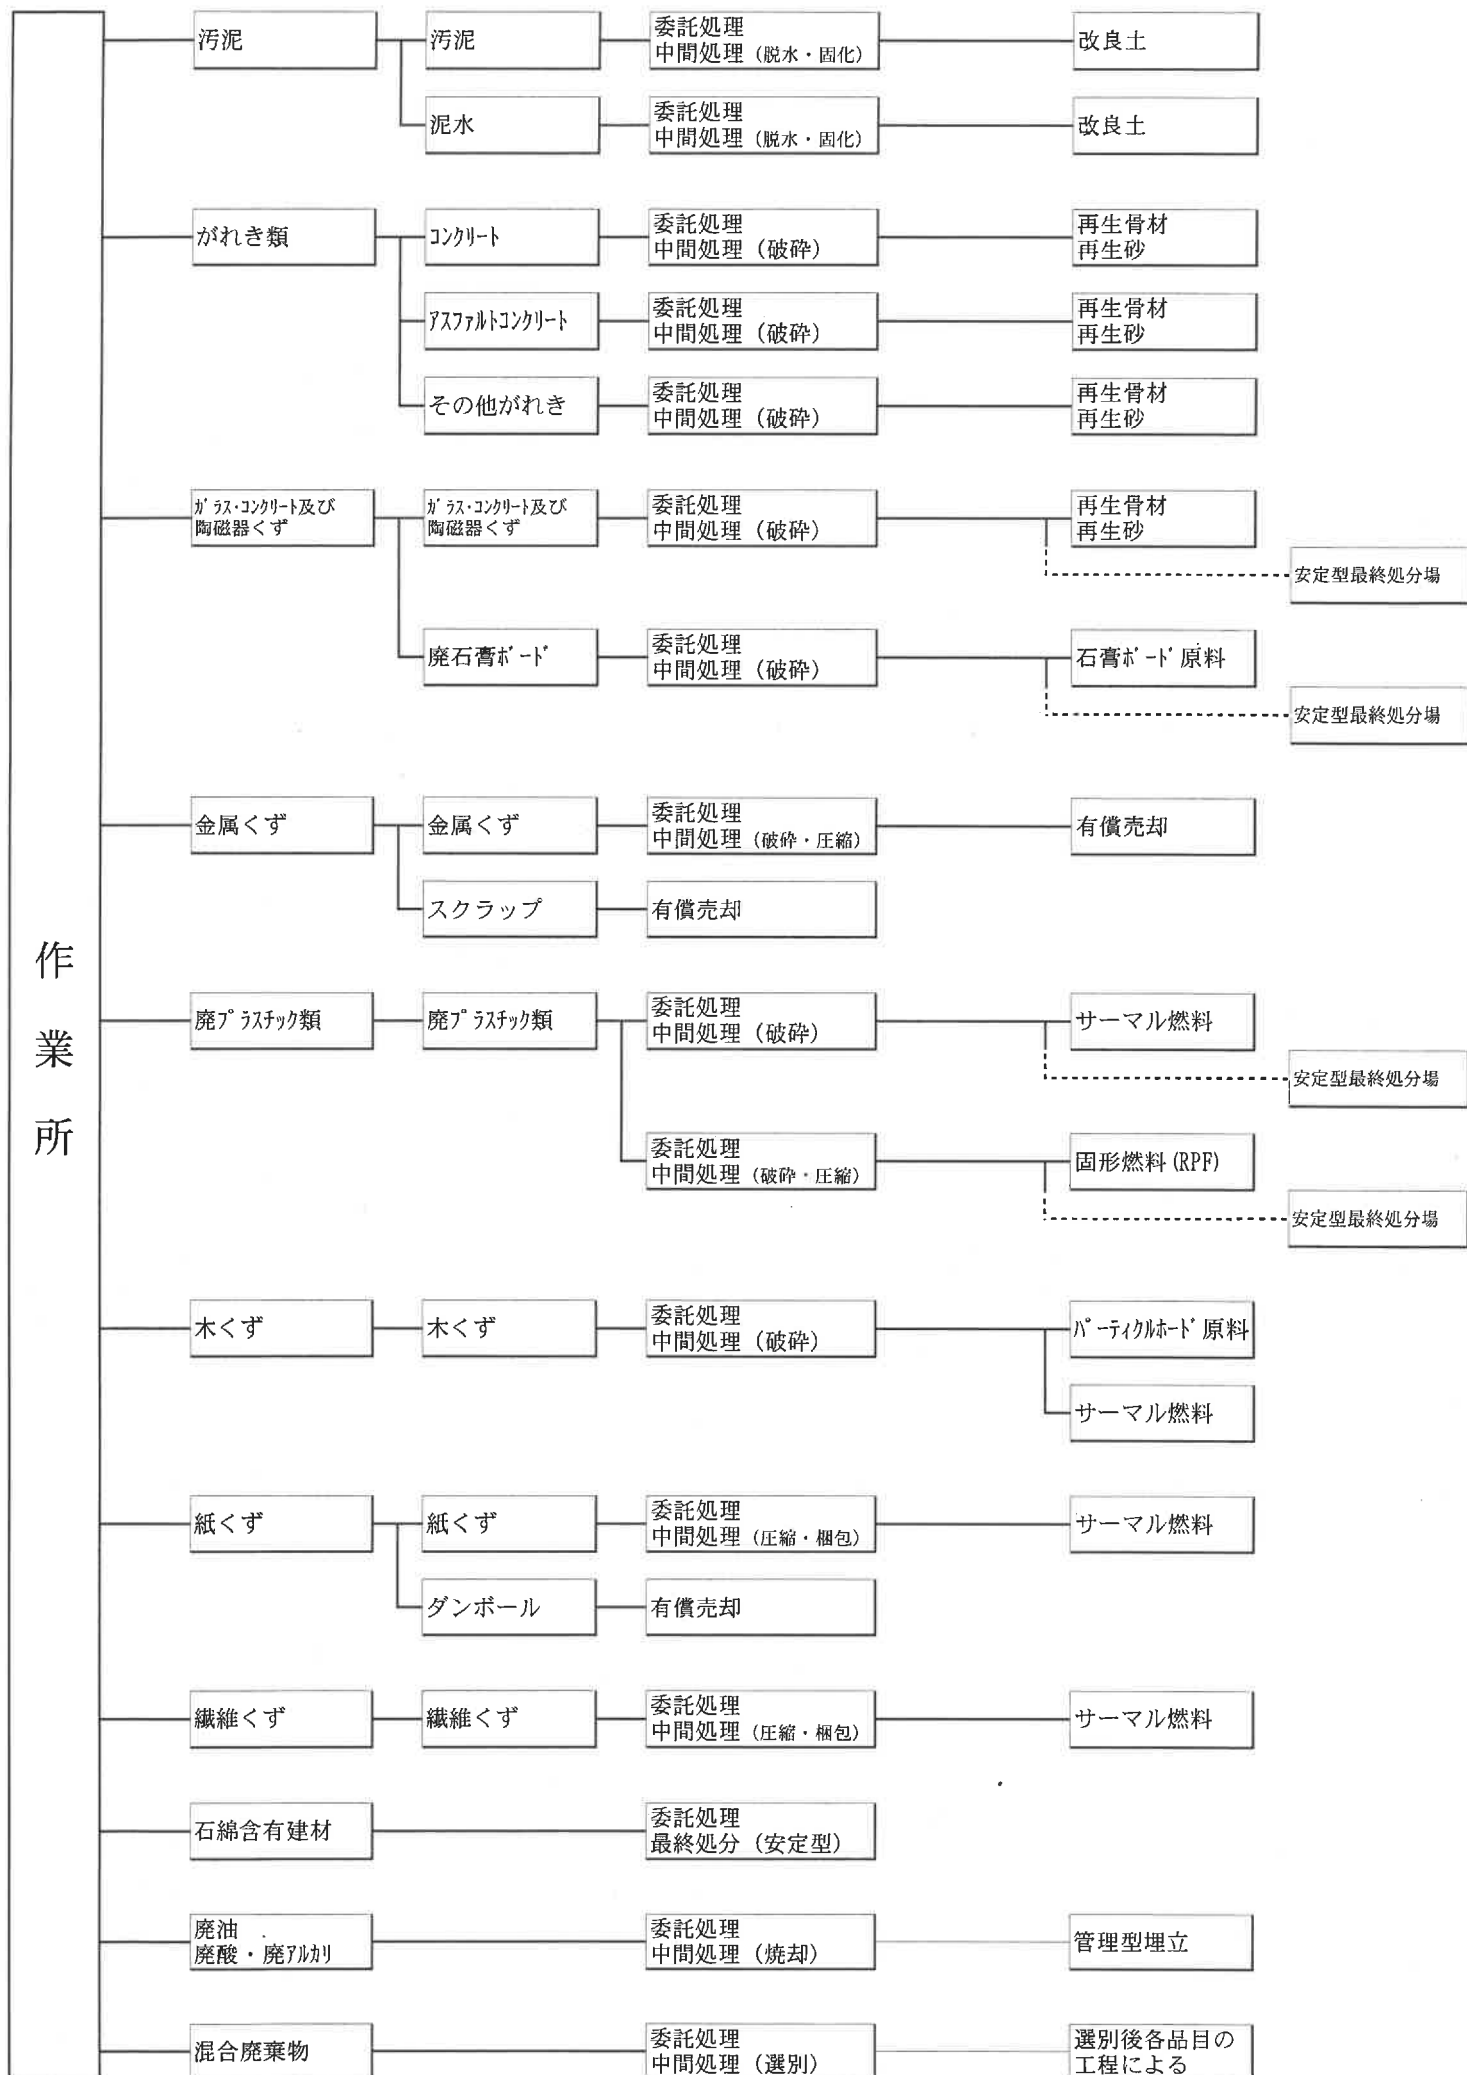 作業所
汚泥
汚泥
委託処理
中間処理（脱水・固化）
改良土
泥水
委託処理
中間処理（脱水・固化）
改良土
がれき類
ｺﾝｸﾘｰﾄ
委託処理
中間処理（破砕）
再生骨材
再生砂
ｱｽﾌｧﾙﾄｺﾝｸﾘｰﾄ
委託処理
中間処理（破砕）
再生骨材
再生砂
その他がれき
委託処理
中間処理（破砕）
再生骨材
再生砂
ｶﾞﾗｽ・ｺﾝｸﾘｰﾄ及び
陶磁器くず
ｶﾞﾗｽ・ｺﾝｸﾘｰﾄ及び
陶磁器くず
委託処理
中間処理（破砕）
再生骨材
再生砂
安定型最終処分場
廃石膏ﾎﾞｰﾄﾞ
委託処理
中間処理（破砕）
石膏ﾎﾞｰﾄﾞ原料
安定型最終処分場
金属くず
金属くず
委託処理
中間処理（破砕・圧縮）
有償売却
スクラップ
有償売却
廃ﾌﾟﾗｽﾁｯｸ類
廃ﾌﾟﾗｽﾁｯｸ類
委託処理
中間処理（破砕）
サーマル燃料
安定型最終処分場
委託処理
中間処理（破砕・圧縮）
固形燃料(RPF)
安定型最終処分場
木くず
木くず
委託処理
中間処理（破砕）
ﾊﾟｰﾃｨｸﾙﾎｰﾄﾞ原料
サーマル燃料
紙くず
紙くず
委託処理
中間処理（圧縮・梱包）
サーマル燃料
ダンボール
有償売却
繊維くず
繊維くず
委託処理
中間処理（圧縮・梱包）
サーマル燃料
石綿含有建材
委託処理
最終処分（安定型）
廃油
廃酸・廃ｱﾙｶﾘ
委託処理
中間処理（焼却）
管理型埋立
混合廃棄物
委託処理
中間処理（選別）
選別後各品目の
工程による